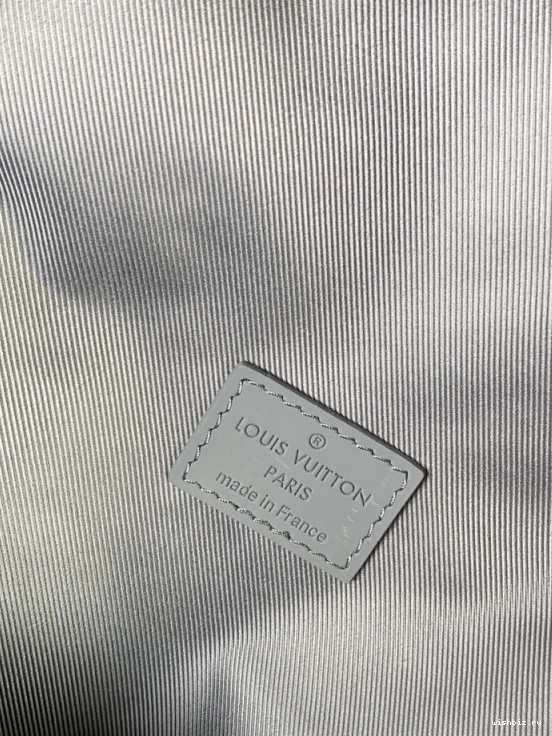 ®
LOUIS VUITTON
PARIS
made in France
wishbiz.ru